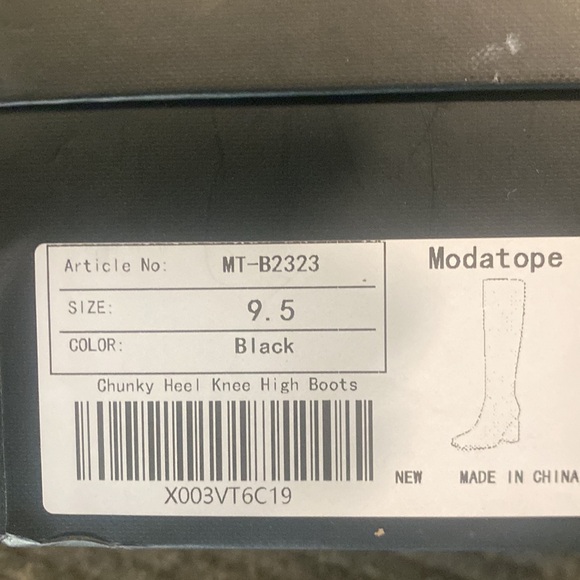 Article No: MT-B2323
SIZE: 9.5
COLOR: Black
Chunky Heel Knee High Boots
X003VT6C19
Modatope
NEW MADE IN CHINA